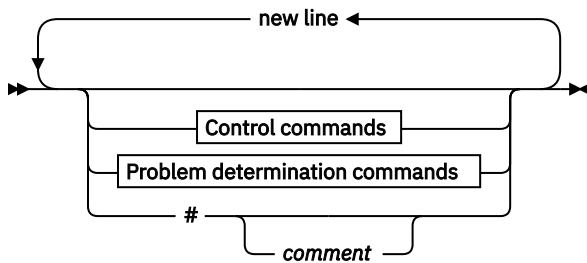 new line
Control commands
Problem determination commands
#
comment